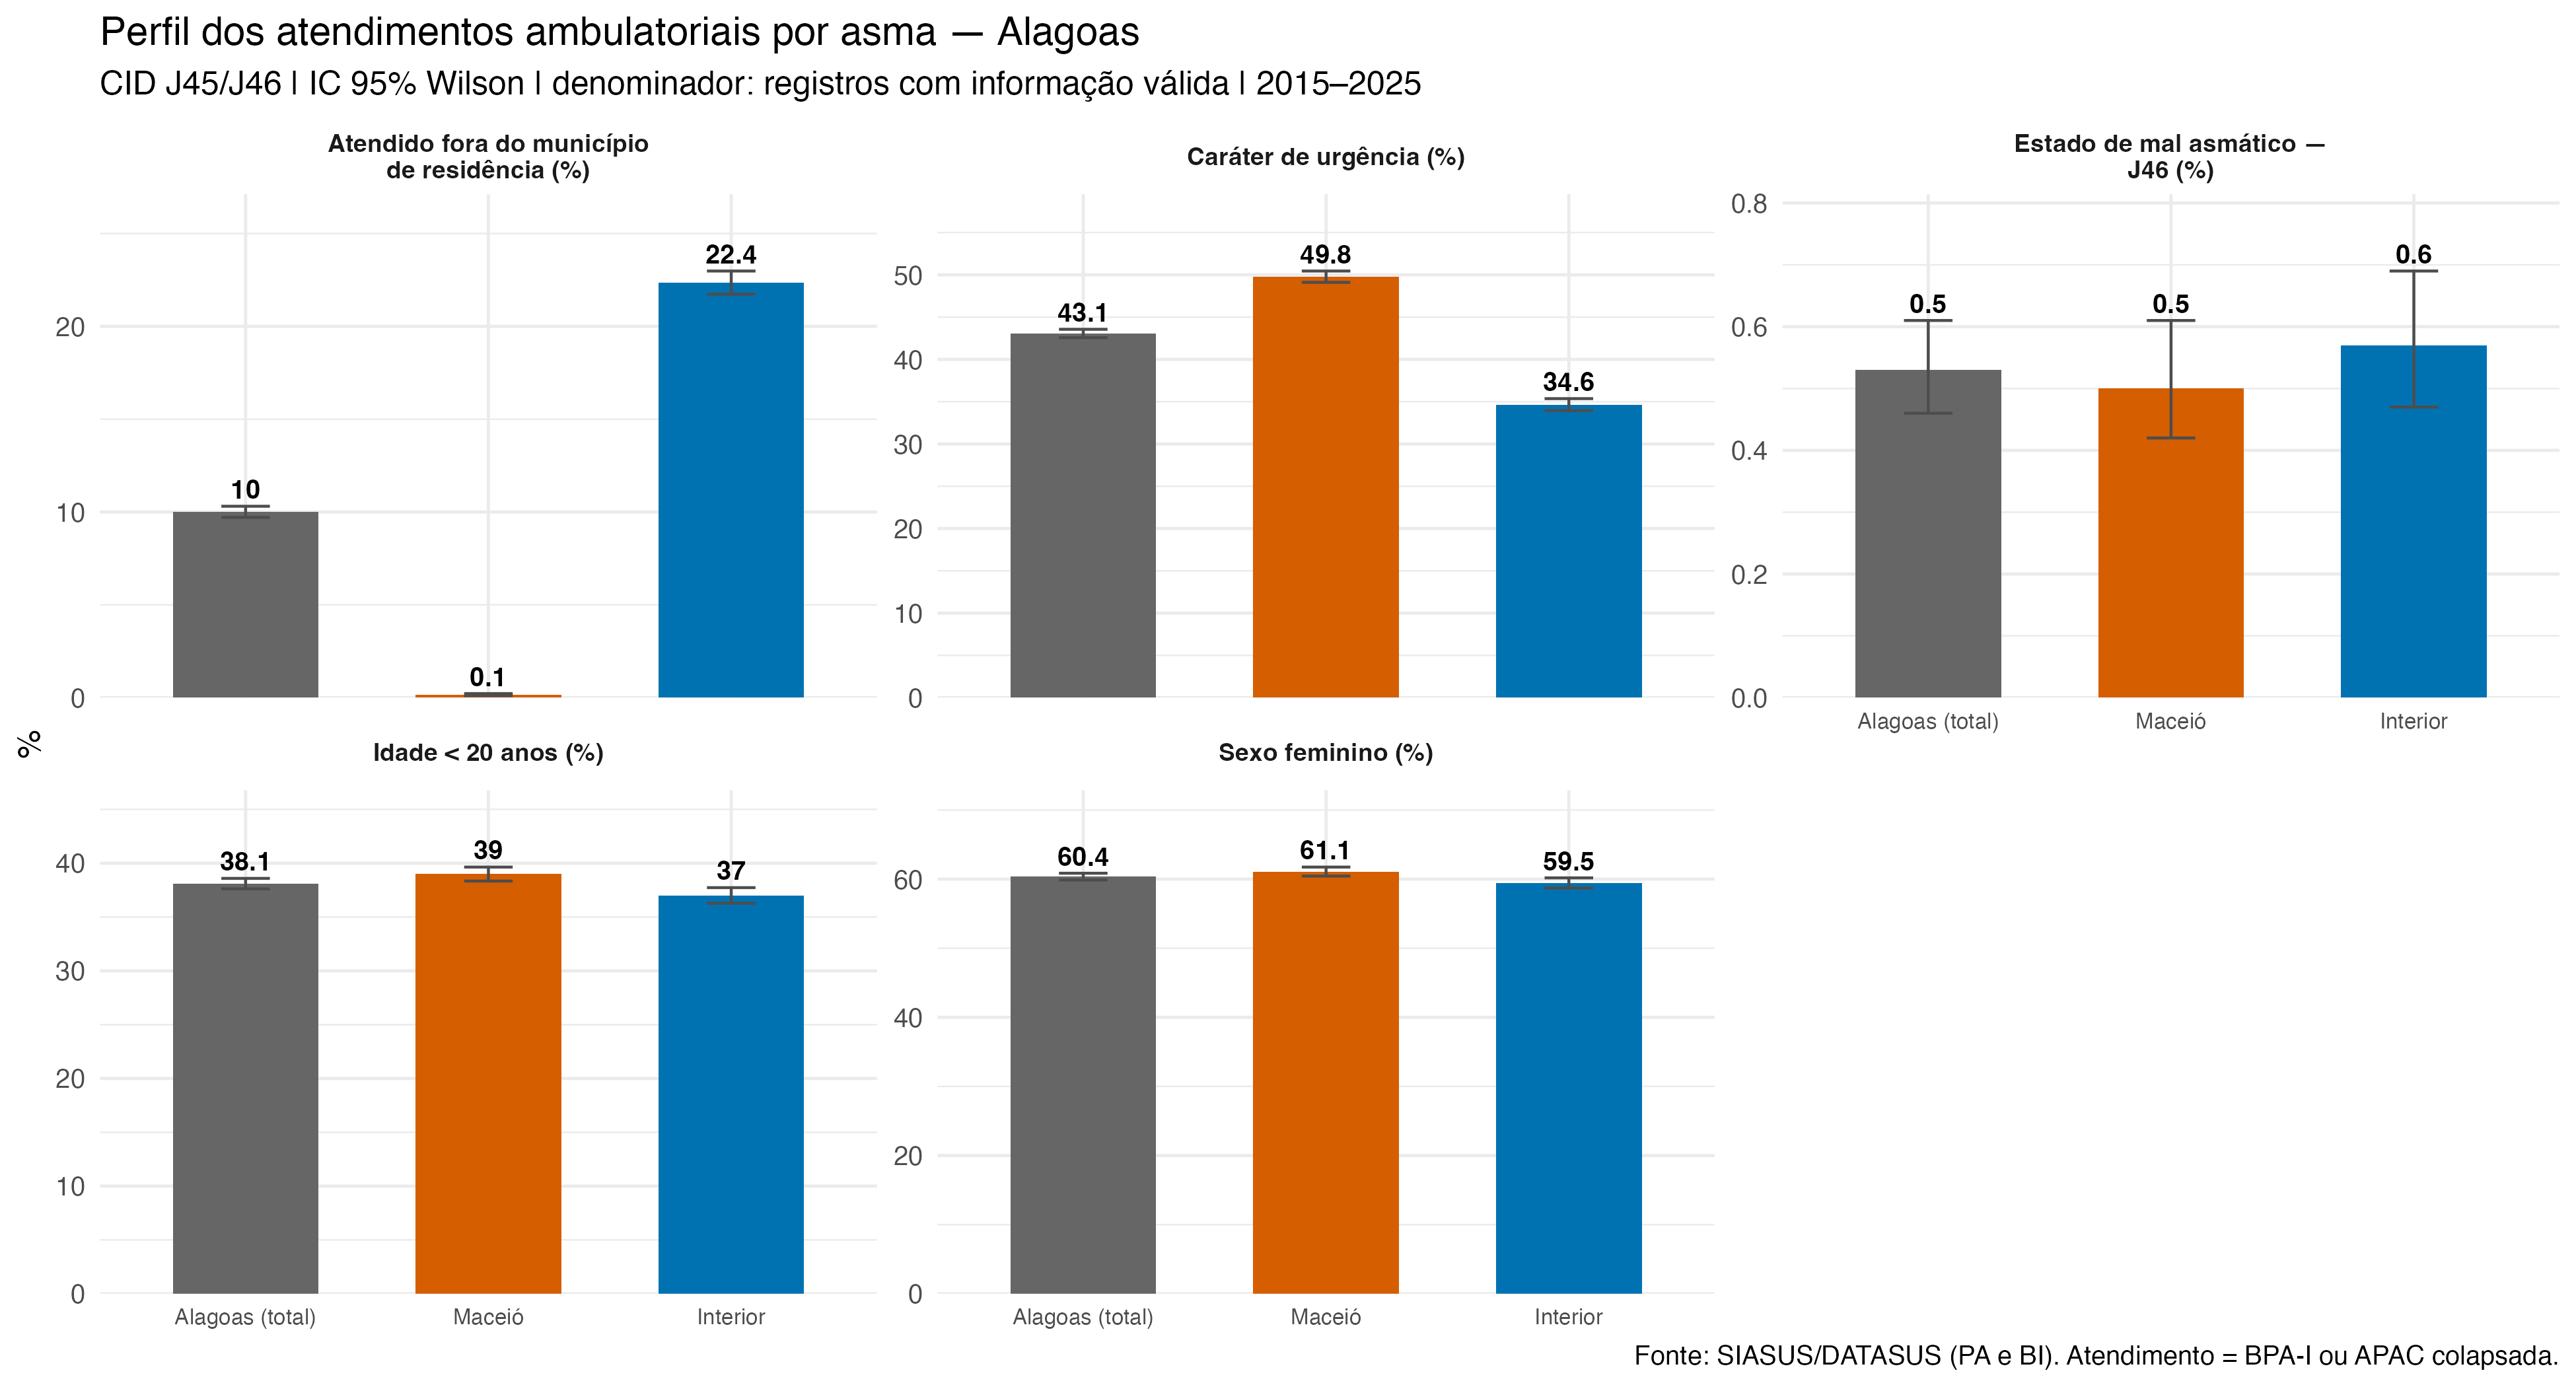 Perfil dos atendimentos ambulatoriais por asma — Alagoas
CID J45/J46 | IC 95% Wilson | denominador: registros com informação válida | 2015–2025
Atendido fora do município
de residência (%)
22.4
20
10
10
0.1
0
Caráter de urgência (%)
49.8
50
43.1
40
34.6
30
20
10
0
Estado de mal asmático —
J46 (%)
0.8
0.6
0.5
0.5
0.6
0.4
0.2
0.0
Alagoas (total)
Maceió
Interior
%
Idade < 20 anos (%)
40
38.1
39
37
30
20
10
0
Alagoas (total)
Maceió
Interior
Sexo feminino (%)
60.4
61.1
59.5
60
40
20
0
Alagoas (total)
Maceió
Interior
Fonte: SIASUS/DATASUS (PA e BI). Atendimento = BPA-I ou APAC colapsada.